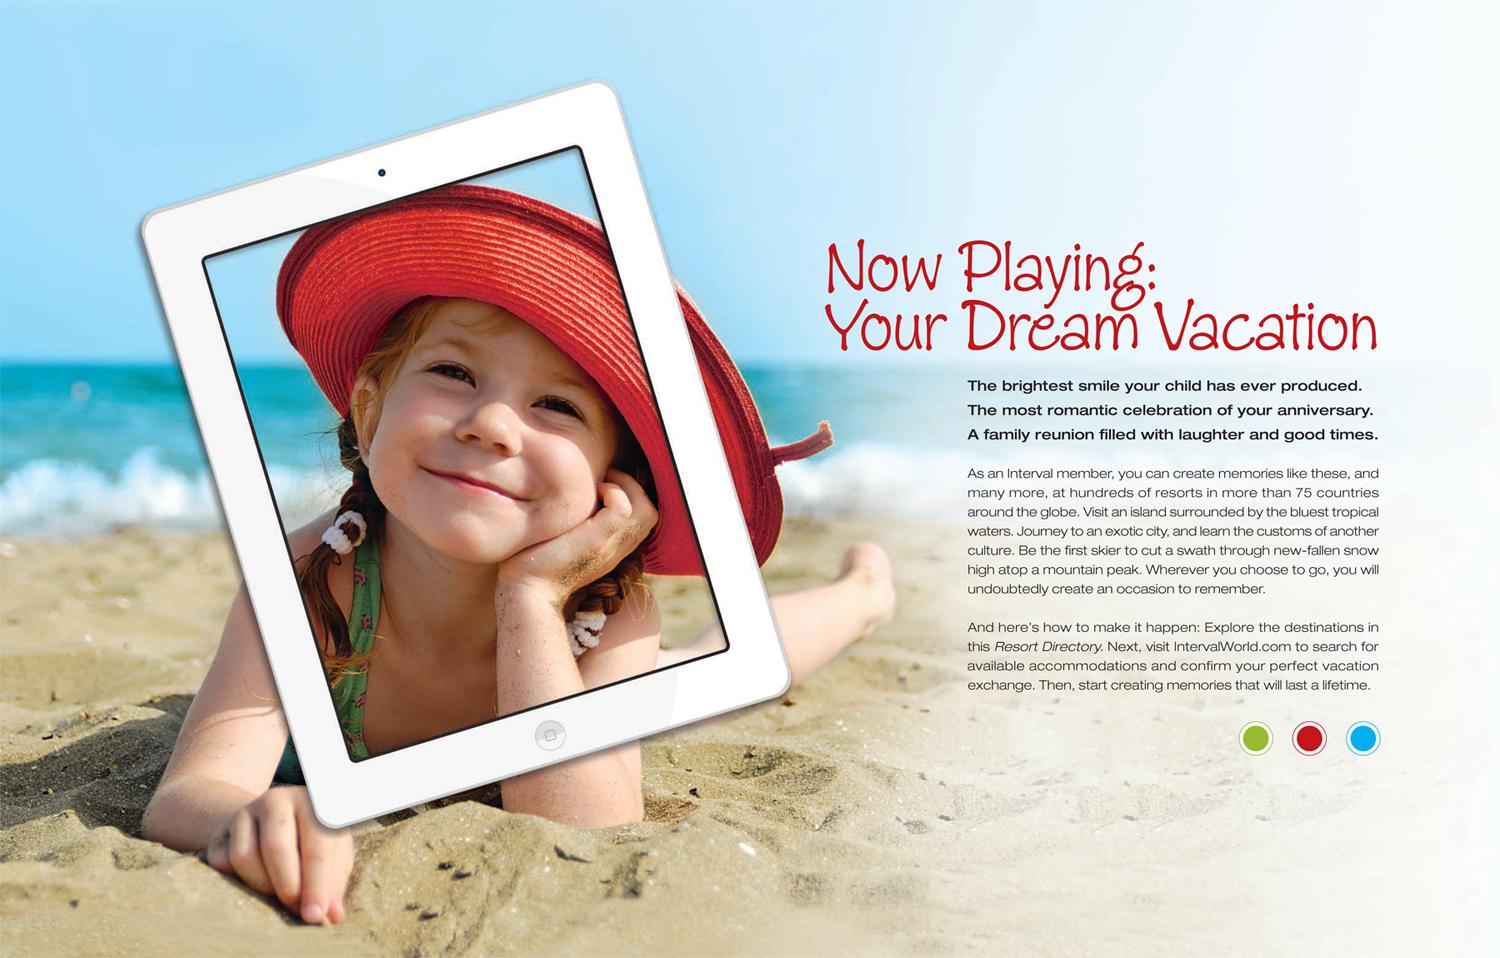 Now Playing:
Your Dream Vacation
The brightest smile your child has ever produced.
The most romantic celebration of your anniversary.
A family reunion filled with laughter and good times.
As an Interval member, you can create memories like these, and
many more, at hundreds of resorts in more than 75 countries
around the globe. Visit an island surrounded by the bluest tropical
waters. Journey to an exotic city, and learn the customs of another
culture. Be the first skier to cut a swath through new-fallen snow
high atop a mountain peak. Wherever you choose to go, you will
undoubtedly create an occasion to remember.
And here’s how to make it happen: Explore the destinations in
this Resort Directory. Next, visit IntervalWorld.com to search for
available accommodations and confirm your perfect vacation
exchange. Then, start creating memories that will last a lifetime.